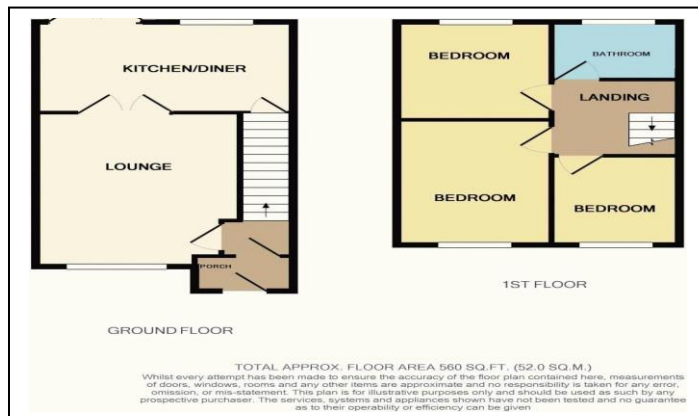 KITCHEN/DINER
LOUNGE
PORCH
GROUND FLOOR
BEDROOM
BATHROOM
LANDING
BEDROOM
BEDROOM
1ST FLOOR
TOTAL APPROX. FLOOR AREA 560 SQ.FT. (52.0 SQ.M.)
Whilst every attempt has been made to ensure the accuracy of the floor plan contained here, measurements
of doors, windows, rooms and any other items are approximate and no responsibility is taken for any error,
omission, or mis-statement. This plan is for illustrative purposes only and should be used as such by any
prospective purchaser. The services, systems and appliances shown have not been tested and no guarantee
as to their operability or efficiency can be given